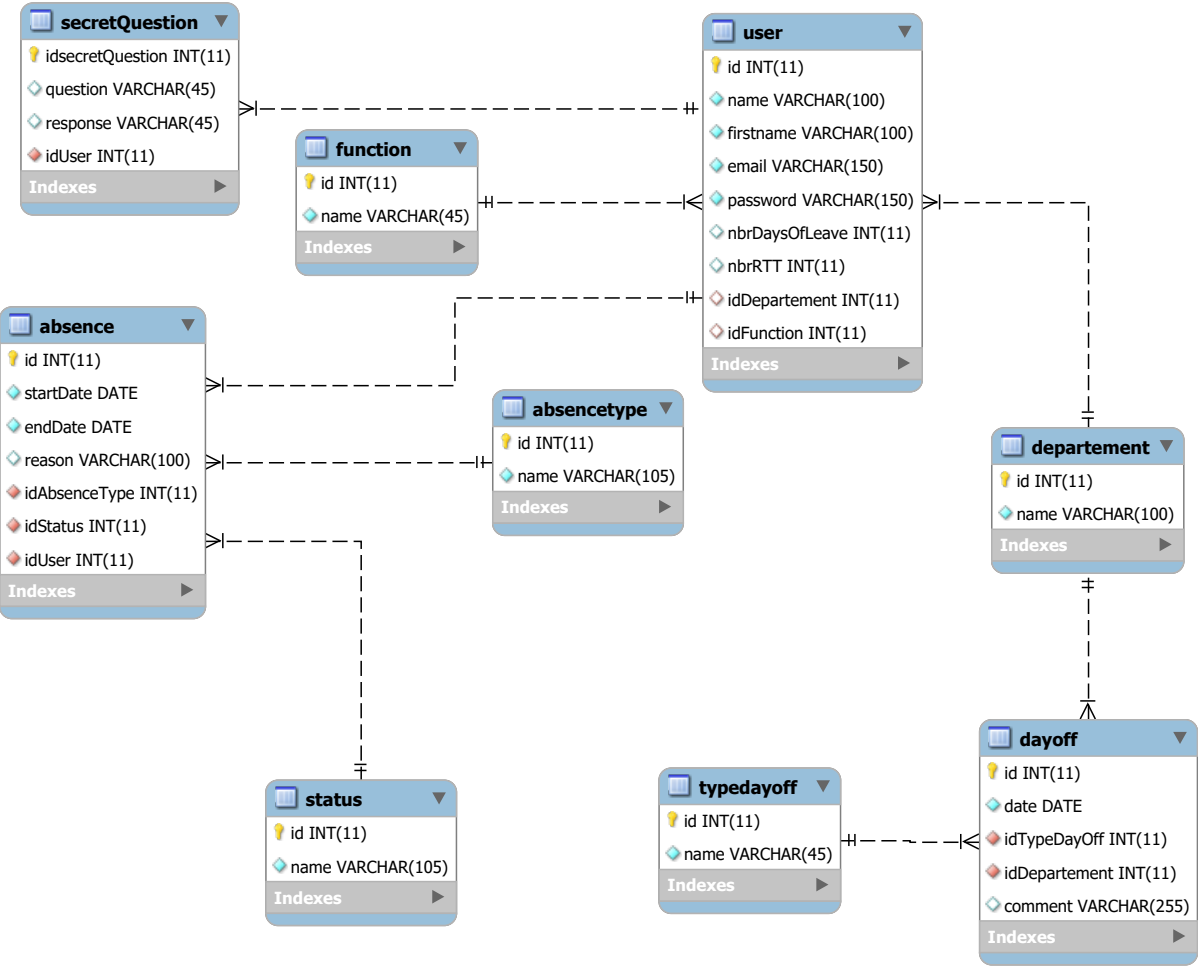 secretQuestion
idsecretQuestion INT(11)
question VARCHAR(45)
response VARCHAR(45)
idUser INT(11)
Indexes
function
id INT(11)
name VARCHAR(45)
Indexes
user
id INT(11)
name VARCHAR(100)
firstname VARCHAR(100)
email VARCHAR(150)
password VARCHAR(150)
nbrDaysOfLeave INT(11)
nbrRTT INT(11)
idDepartement INT(11)
idFunction INT(11)
Indexes
absence
id INT(11)
startDate DATE
endDate DATE
reason VARCHAR(100)
idAbsenceType INT(11)
idStatus INT(11)
idUser INT(11)
Indexes
absencetype
id INT(11)
name VARCHAR(105)
Indexes
departement
id INT(11)
name VARCHAR(100)
Indexes
status
id INT(11)
name VARCHAR(105)
Indexes
typedayoff
id INT(11)
name VARCHAR(45)
Indexes
dayoff
id INT(11)
date DATE
idTypeDayOff INT(11)
idDepartement INT(11)
comment VARCHAR(255)
Indexes